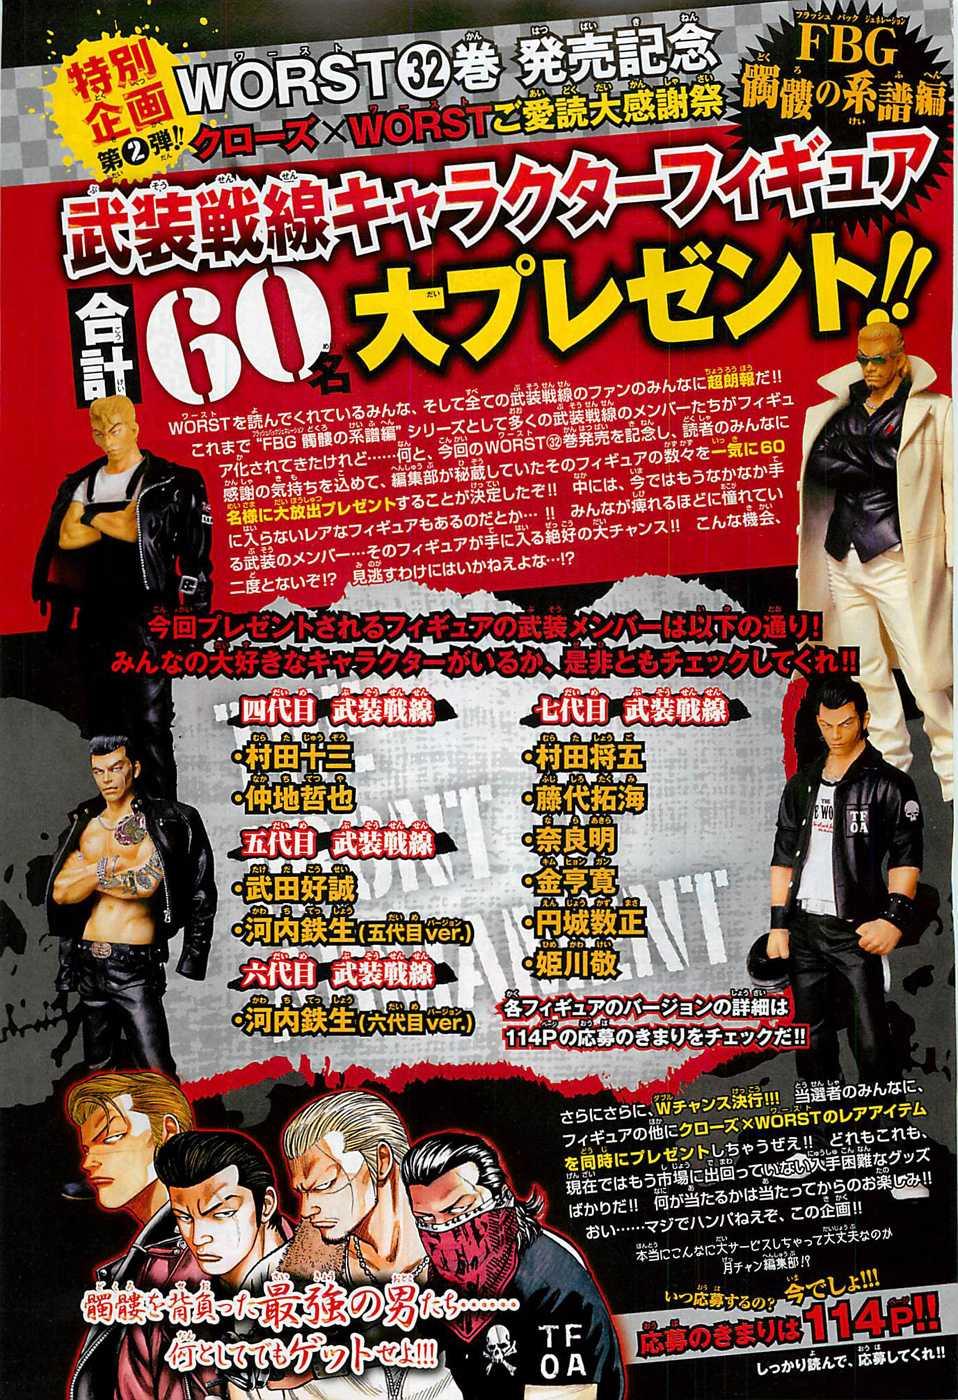 特別
企画
第2弾!!
WORST32巻 発売記念
クローズ×WORSTご愛読大感謝祭
FBG
髑髏の系譜編
武装戦線キャラクターフィギュア
合計60名大プレゼント!!
WORSTを読んでくれているみんな、そして全ての武装戦線のファンのみんなに超朗報だ!!
これまで“FBG 髑髏の系譜編”シリーズとして多くの武装戦線のメンバーたちがフィギュ
ア化されてきたけれど……何と、今回のWORST32巻発売を記念し、読者のみんなに
感謝の気持ちを込めて、編集部が秘蔵していたそのフィギュアの数々を一気に60
名様に大放出プレゼントすることが決定したぞ!! 中には、今ではもうなかなか手
に入らないレアなフィギュアもあるのだとか…!! みんなが痺れるほどに憧れてい
る武装のメンバー…そのフィギュアが手に入る絶好の大チャンス!! こんな機会、
二度とないぞ!? 見逃すわけにはいかねえよな…!?
今回プレゼントされるフィギュアの武装メンバーは以下の通り!
みんなの大好きなキャラクターがいるか、是非ともチェックしてくれ!!
四代目 武装戦線
・村田十三
・仲地哲也
五代目 武装戦線
・武田好誠
・河内鉄生(五代目ver.)
六代目 武装戦線
・河内鉄生(六代目ver.)
七代目 武装戦線
・村田将五
・藤代拓海
・奈良明
・金亨寛
・円城数正
・姫川敬
各フィギュアのバージョンの詳細は
114Pの応募のきまりをチェックだ!!
TF
OA
さらにさらに、Wチャンス決行!!! 当選者のみんなに、
フィギュアの他にクローズ×WORSTのレアアイテム
を同時にプレゼントしちゃうぜえ!! どれもこれも、
現在ではもう市場に出回っていない入手困難なグッズ
ばかりだ!! 何が当たるかは当たってからのお楽しみ!!
おい……マジでハンパねえぞ、この企画!!
本当にこんなに大サービスしちゃって大丈夫なのか
月チャン編集部!?
いつ応募するの? 今でしょ!!!
応募のきまりは114P!!
しっかり読んで、応募してくれ!!
髑髏を背負った最強の男たち……
何としてでもゲットせよ!!!
TF
OA